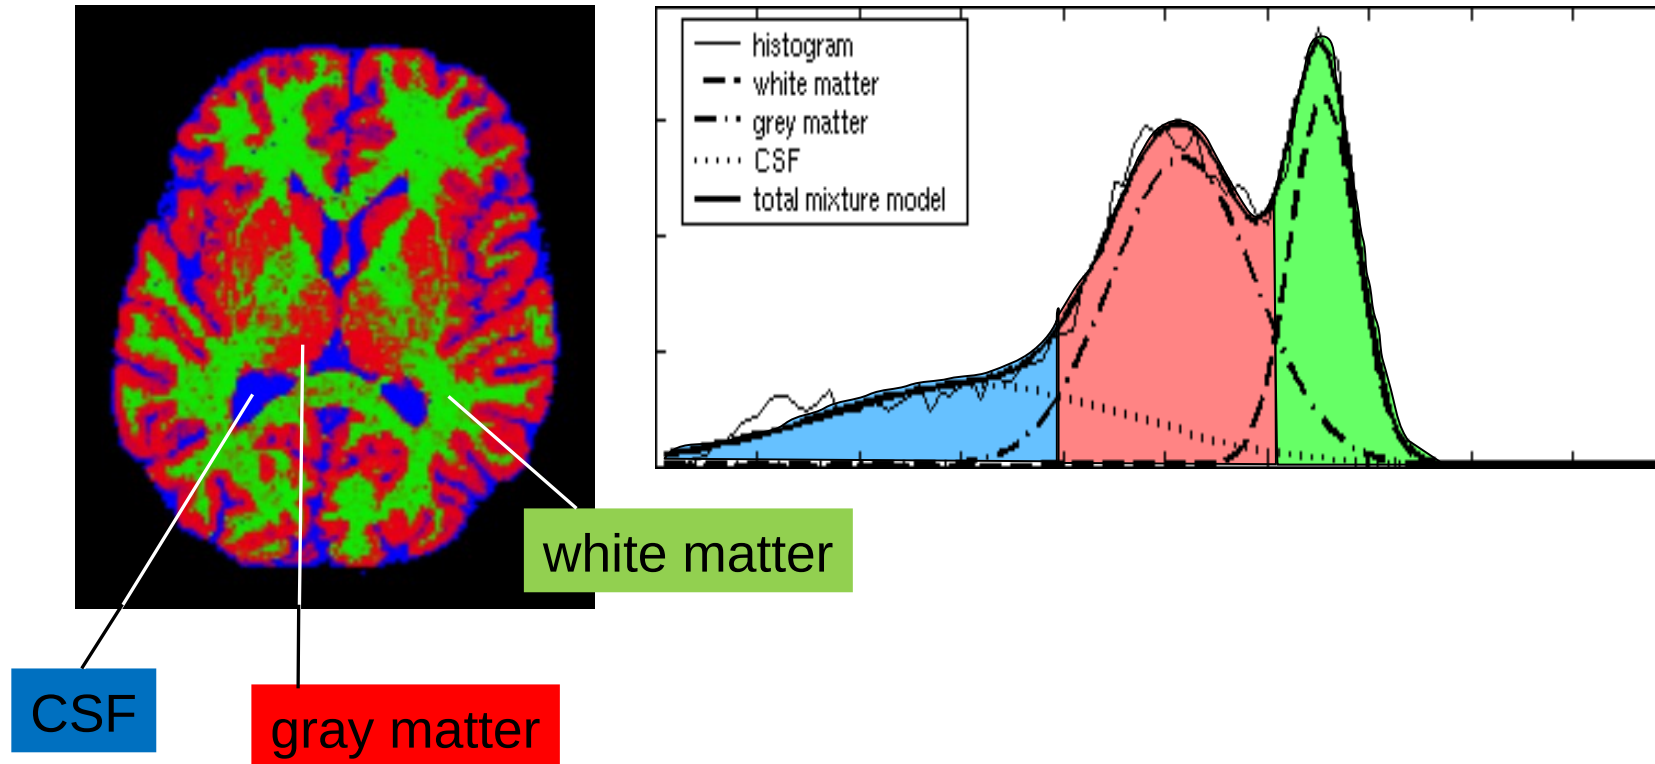 histogram
white matter
grey matter
CSF
total mixture model
white matter
CSF
gray matter